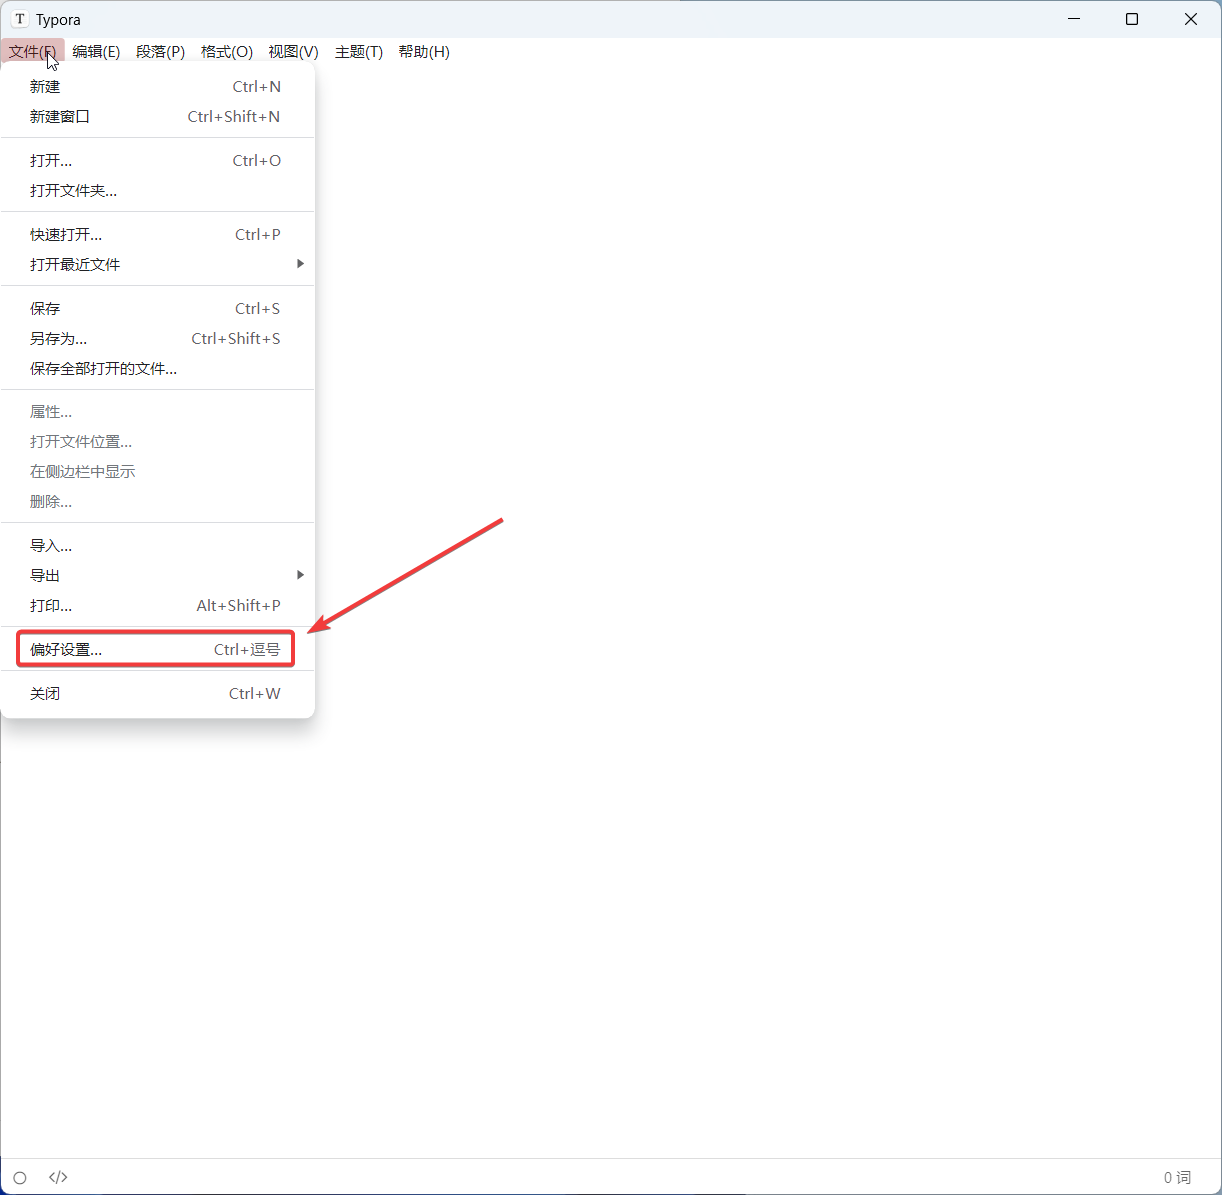 T Typora
文件(F) 编辑(E) 段落(P) 格式(O) 视图(V) 主题(T) 帮助(H)
新建 Ctrl+N
新建窗口 Ctrl+Shift+N
打开... Ctrl+O
打开文件夹...
快速打开... Ctrl+P
打开最近文件
保存 Ctrl+S
另存为... Ctrl+Shift+S
保存全部打开的文件...
属性...
打开文件位置...
在侧边栏中显示
删除...
导入...
导出
打印... Alt+Shift+P
偏好设置... Ctrl+逗号
关闭 Ctrl+W
</> 0 词